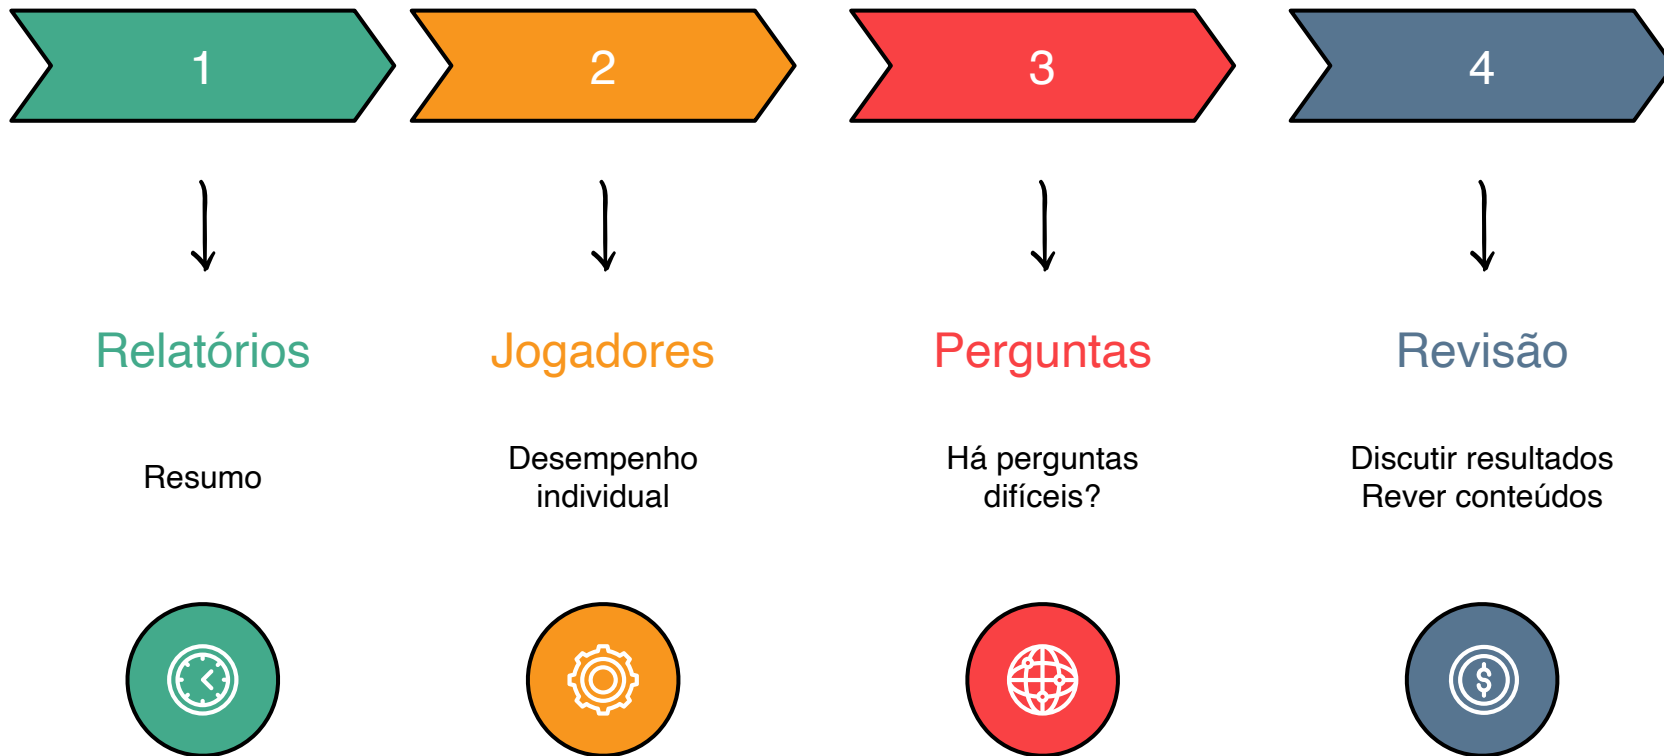 1
2
3
4
Relatórios
Jogadores
Perguntas
Revisão
Resumo
Desempenho
individual
Há perguntas
difíceis?
Discutir resultados
Rever conteúdos
$